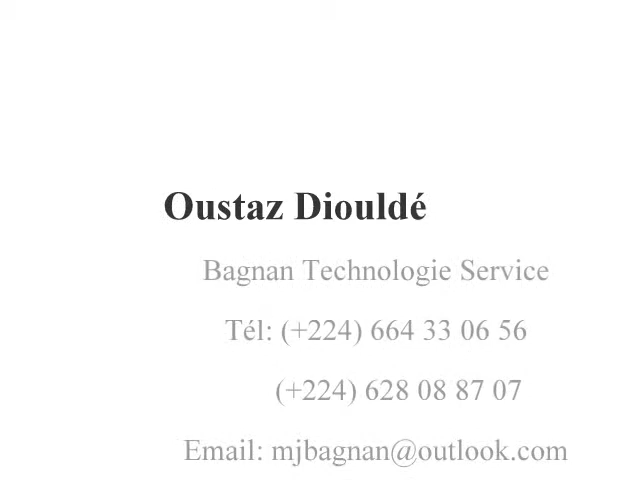 Oustaz Diouldé
Bagnan Technologie Service
Tél: (+224) 664 33 06 56
(+224) 628 08 87 07
Email: mjbagnan@outlook.com